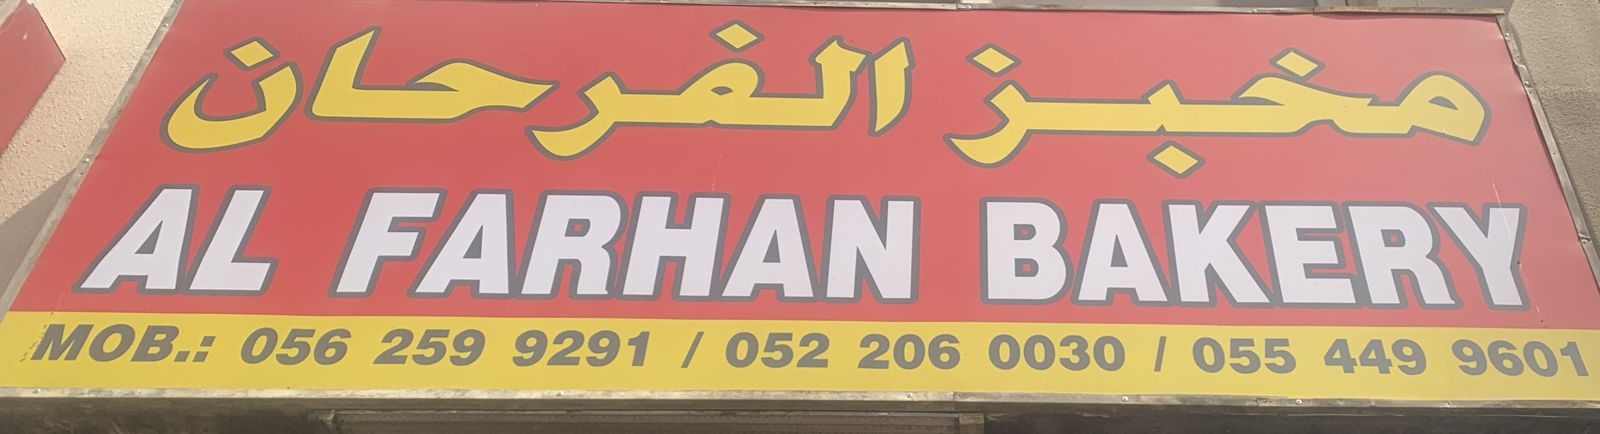 مخبز الفرحان
AL FARHAN BAKERY
MOB.: 056 259 9291 / 052 206 0030 / 055 449 9601